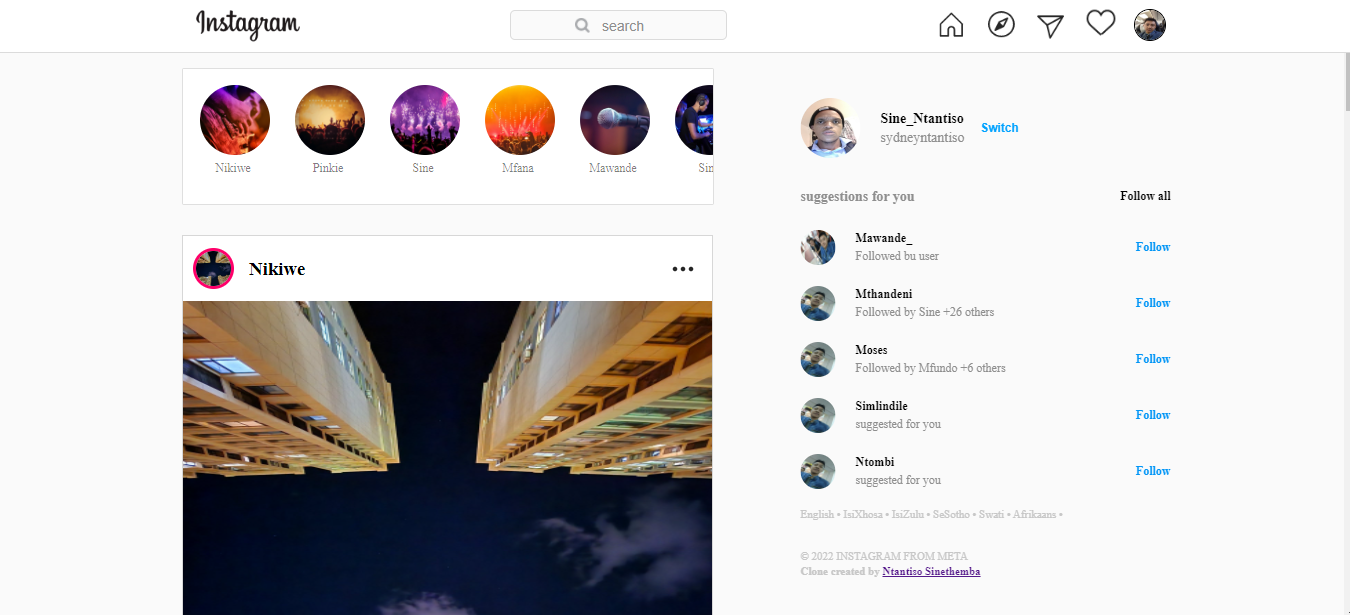 Instagram
search
Nikiwe Pinkie Sine Mfana Mawande Sin
Nikiwe
Sine_Ntantiso
sydneyntantiso
Switch
suggestions for you Follow all
Mawande_
Followed bu user
Follow
Mthandeni
Followed by Sine +26 others
Follow
Moses
Followed by Mfundo +6 others
Follow
Simlindile
suggested for you
Follow
Ntombi
suggested for you
Follow
English • IsiXhosa • IsiZulu • SeSotho • Swati • Afrikaans •
© 2022 INSTAGRAM FROM META
Clone created by Ntantiso Sinethemba